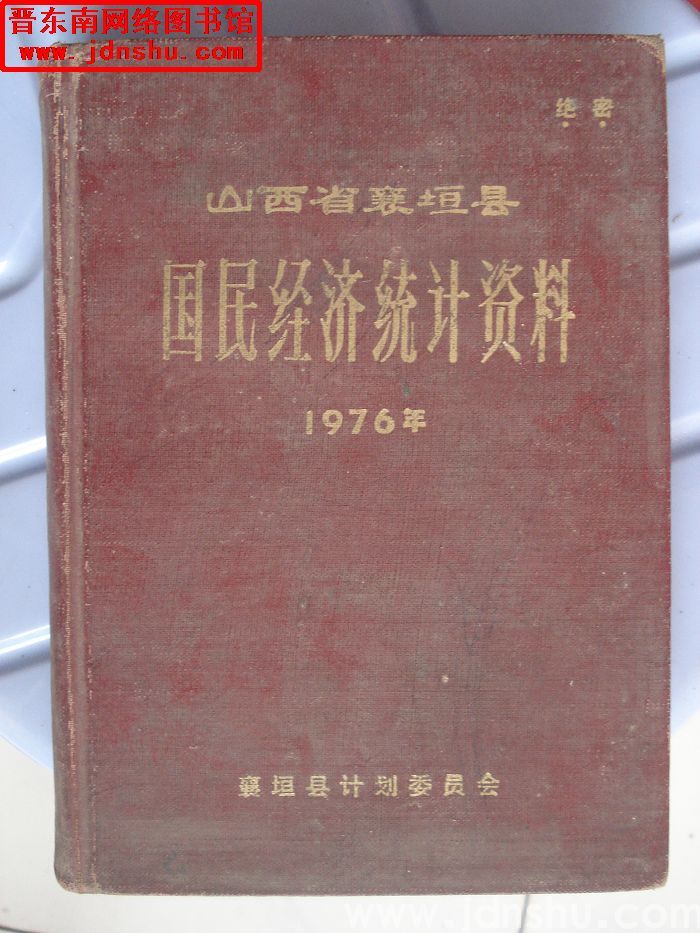 晋东南网络图书馆
www.jdnshu.com
绝密
山西省襄垣县
国民经济统计资料
1976年
襄垣县计划委员会
www.jdnshu.com